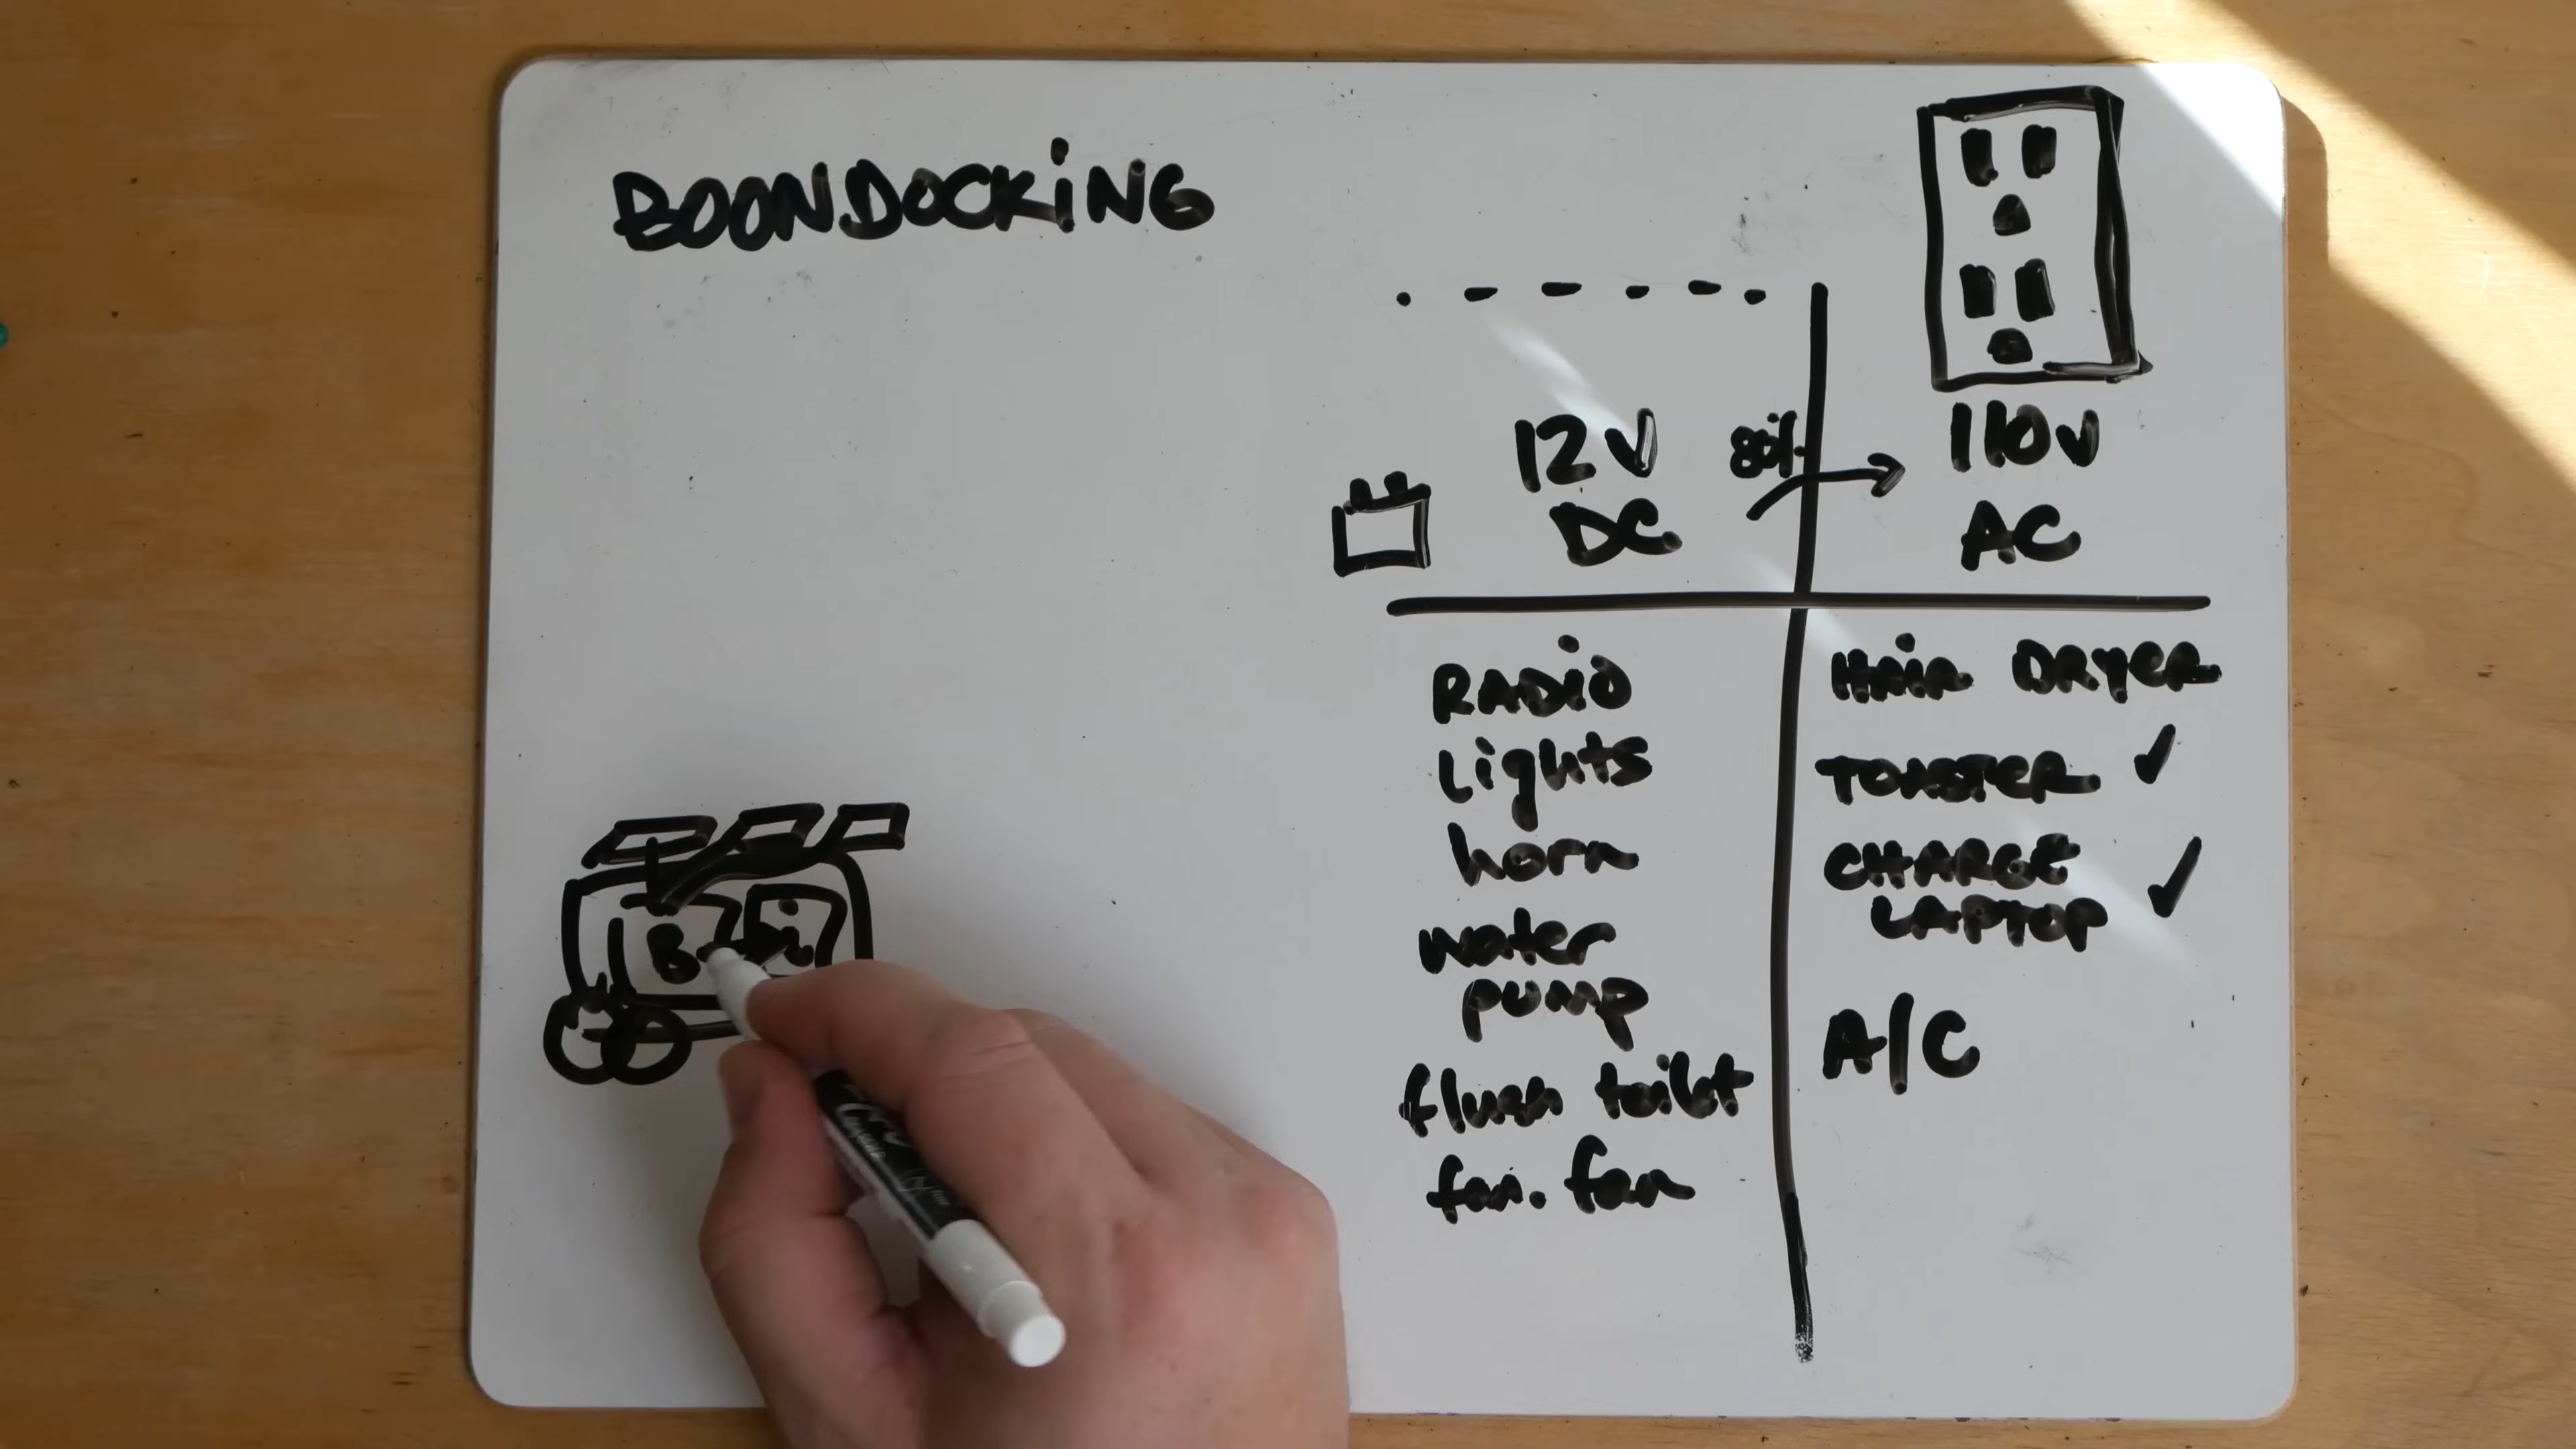 BOONDOCKING
12V
DC
80%
110V
AC
RADIO
Lights
horn
water
pump
flush toilet
fan. fan
HAIR DRYER
TOASTER ✓
CHARGE
LAPTOP ✓
A/C
B
i